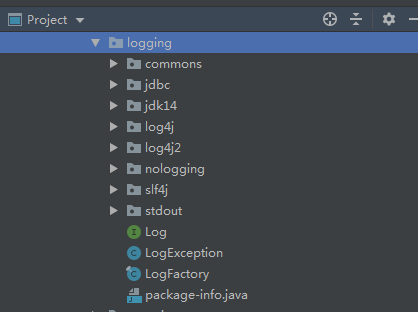 Project
logging
commons
jdbc
jdk14
log4j
log4j2
nologging
slf4j
stdout
Log
LogException
LogFactory
package-info.java